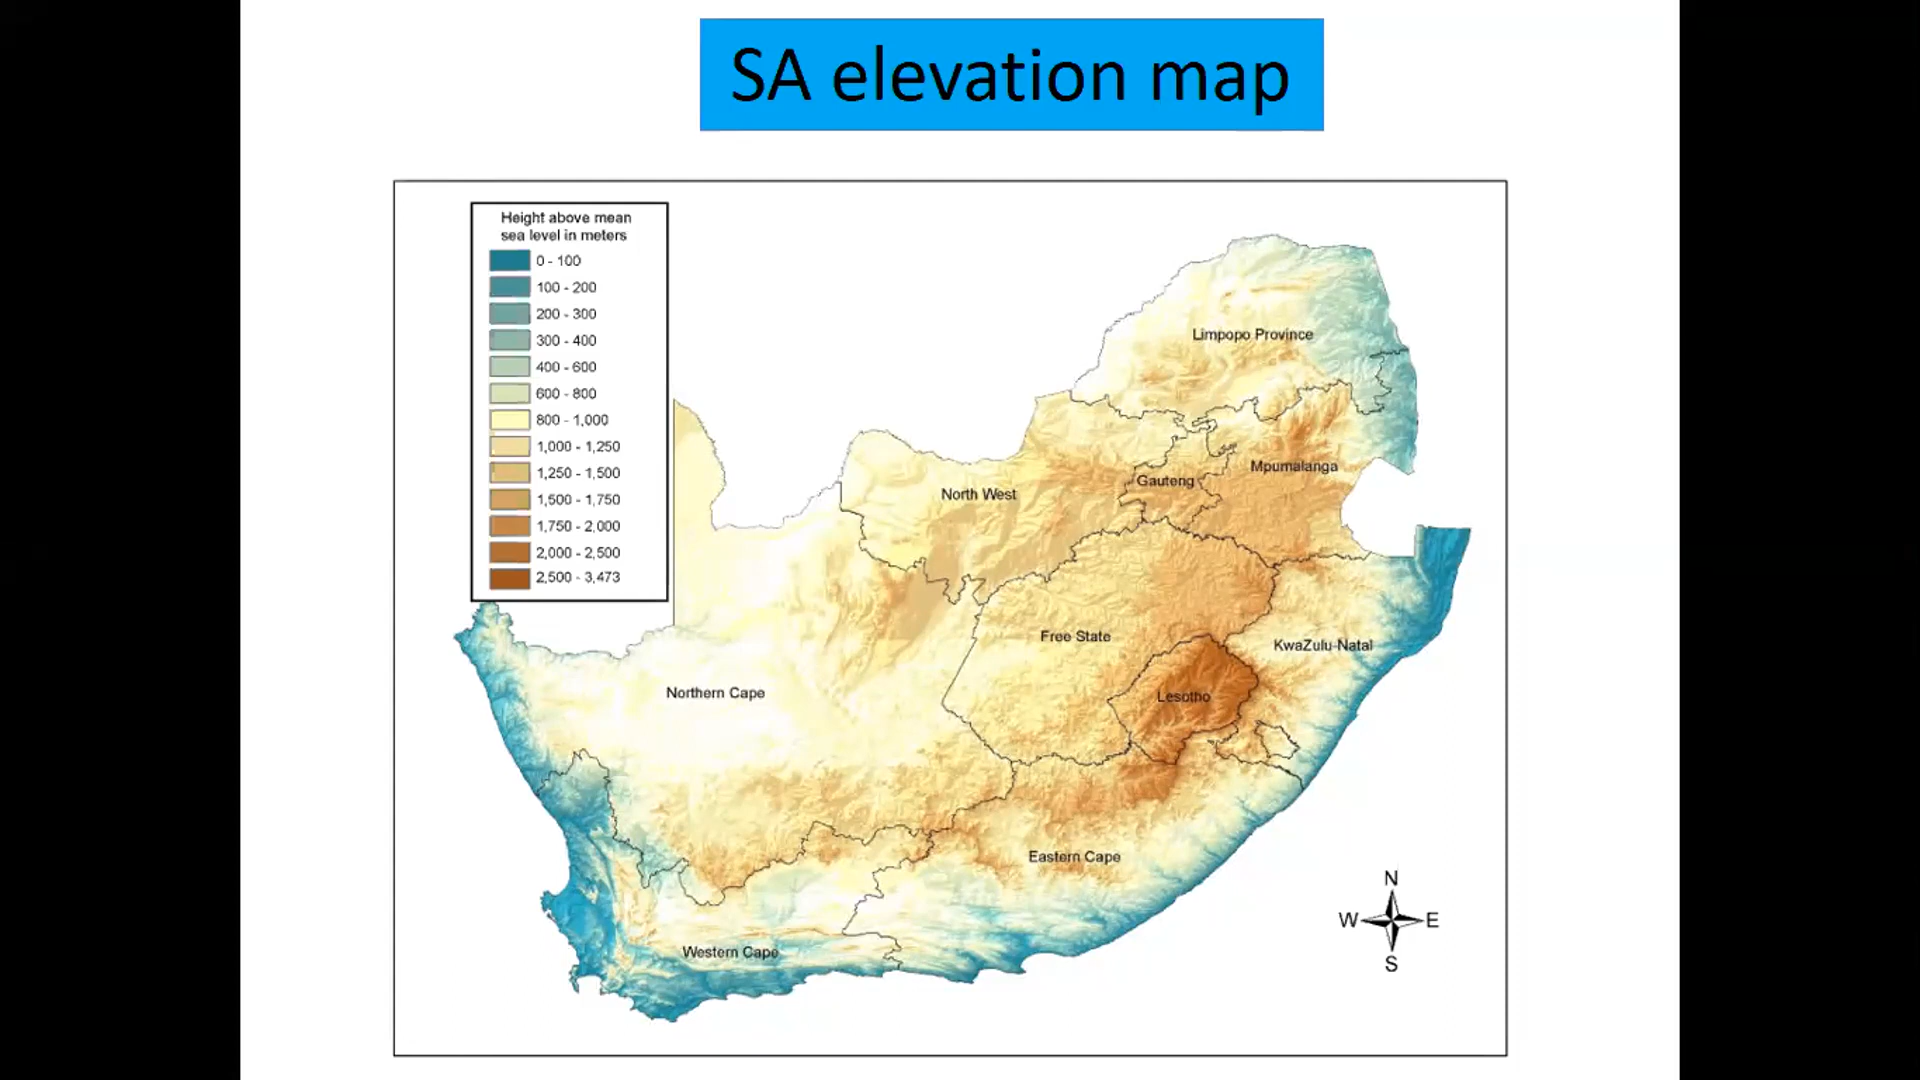 SA elevation map
Height above mean
sea level in meters
0 - 100
100 - 200
200 - 300
300 - 400
400 - 600
600 - 800
800 - 1,000
1,000 - 1,250
1,250 - 1,500
1,500 - 1,750
1,750 - 2,000
2,000 - 2,500
2,500 - 3,473
Limpopo Province
Mpumalanga
Gauteng
North West
Free State
KwaZulu-Natal
Northern Cape
Lesotho
Eastern Cape
Western Cape
N
W E
S